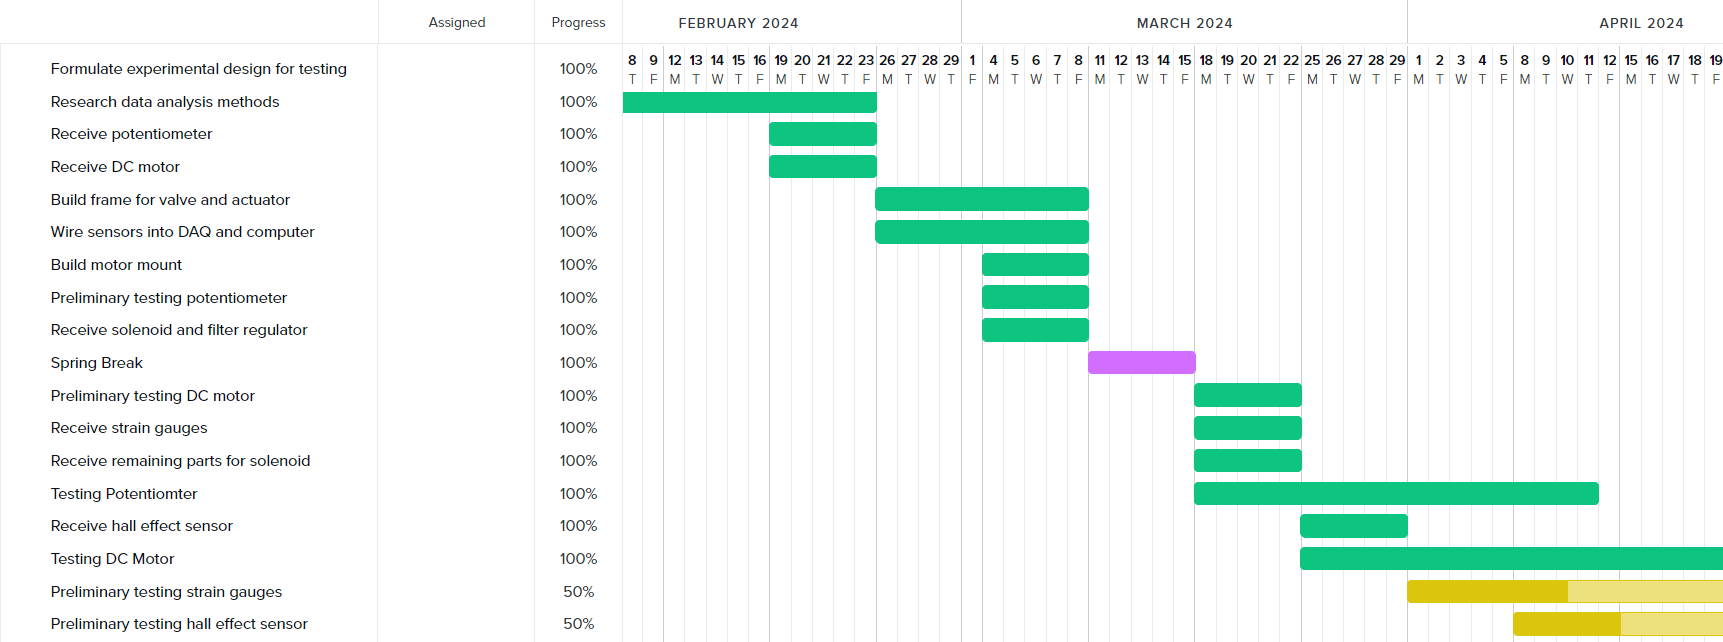 Assigned Progress FEBRUARY 2024 MARCH 2024 APRIL 2024
8 9 12 13 14 15 16 19 20 21 22 23 26 27 28 29 1 4 5 6 7 8 11 12 13 14 15 18 19 20 21 22 25 26 27 28 29 1 2 3 4 5 8 9 10 11 12 15 16 17 18 19
Formulate experimental design for testing 100%
T F M T W T F M T W T F M T W T F M T W T F M T W T F M T W T F M T W T F M T W T F M T W T F M T W T F
Research data analysis methods 100%
Receive potentiometer 100%
Receive DC motor 100%
Build frame for valve and actuator 100%
Wire sensors into DAQ and computer 100%
Build motor mount 100%
Preliminary testing potentiometer 100%
Receive solenoid and filter regulator 100%
Spring Break 100%
Preliminary testing DC motor 100%
Receive strain gauges 100%
Receive remaining parts for solenoid 100%
Testing Potentiomter 100%
Receive hall effect sensor 100%
Testing DC Motor 100%
Preliminary testing strain gauges 50%
Preliminary testing hall effect sensor 50%